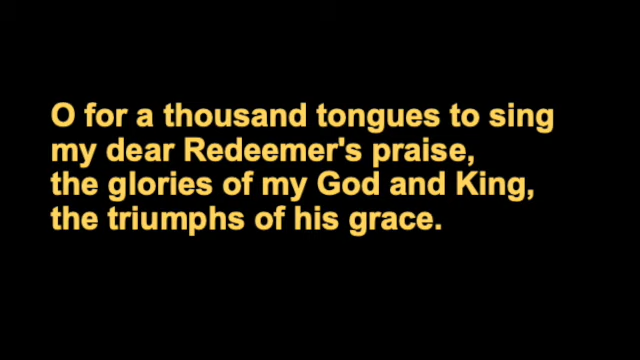 O for a thousand tongues to sing
my dear Redeemer's praise,
the glories of my God and King,
the triumphs of his grace.